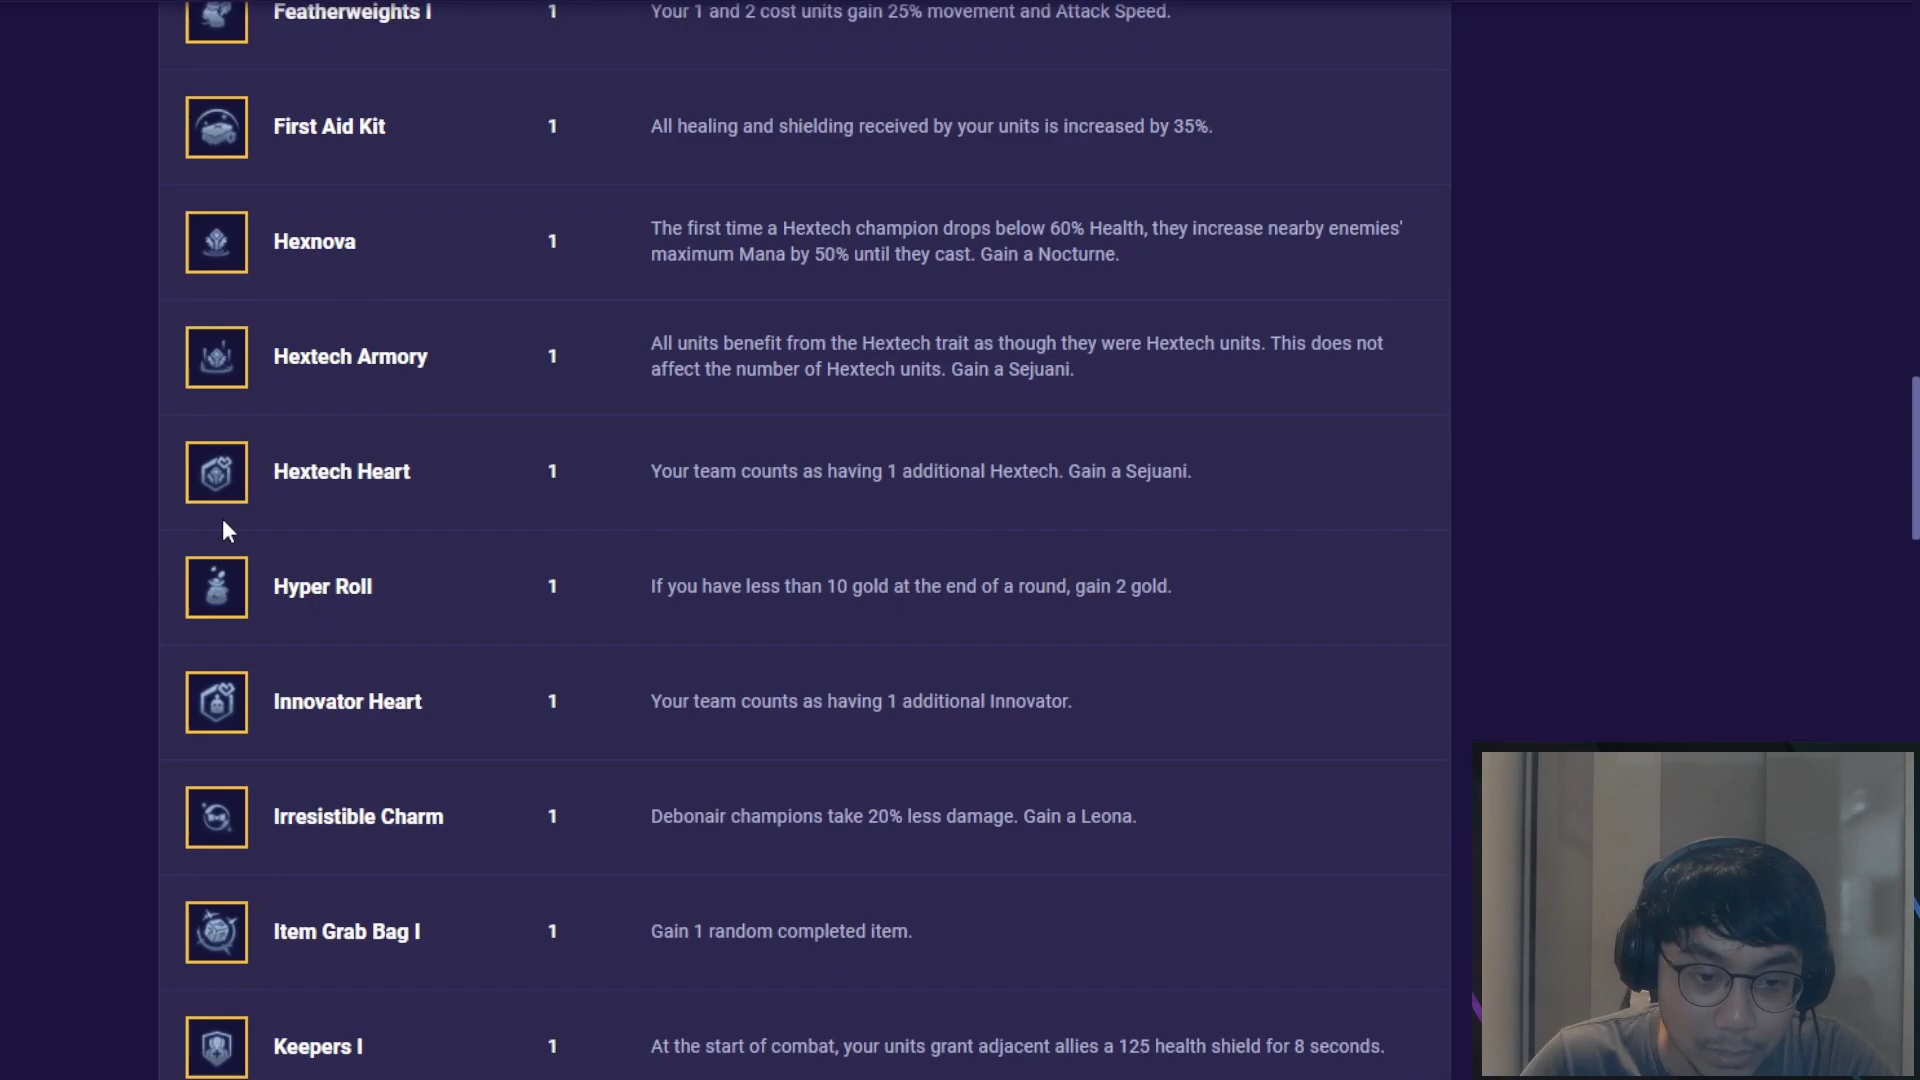 Featherweights I 1 Your 1 and 2 cost units gain 25% movement and Attack Speed.
First Aid Kit 1 All healing and shielding received by your units is increased by 35%.
Hexnova 1 The first time a Hextech champion drops below 60% Health, they increase nearby enemies'
maximum Mana by 50% until they cast. Gain a Nocturne.
Hextech Armory 1 All units benefit from the Hextech trait as though they were Hextech units. This does not
affect the number of Hextech units. Gain a Sejuani.
Hextech Heart 1 Your team counts as having 1 additional Hextech. Gain a Sejuani.
Hyper Roll 1 If you have less than 10 gold at the end of a round, gain 2 gold.
Innovator Heart 1 Your team counts as having 1 additional Innovator.
Irresistible Charm 1 Debonair champions take 20% less damage. Gain a Leona.
Item Grab Bag I 1 Gain 1 random completed item.
Keepers I 1 At the start of combat, your units grant adjacent allies a 125 health shield for 8 seconds.